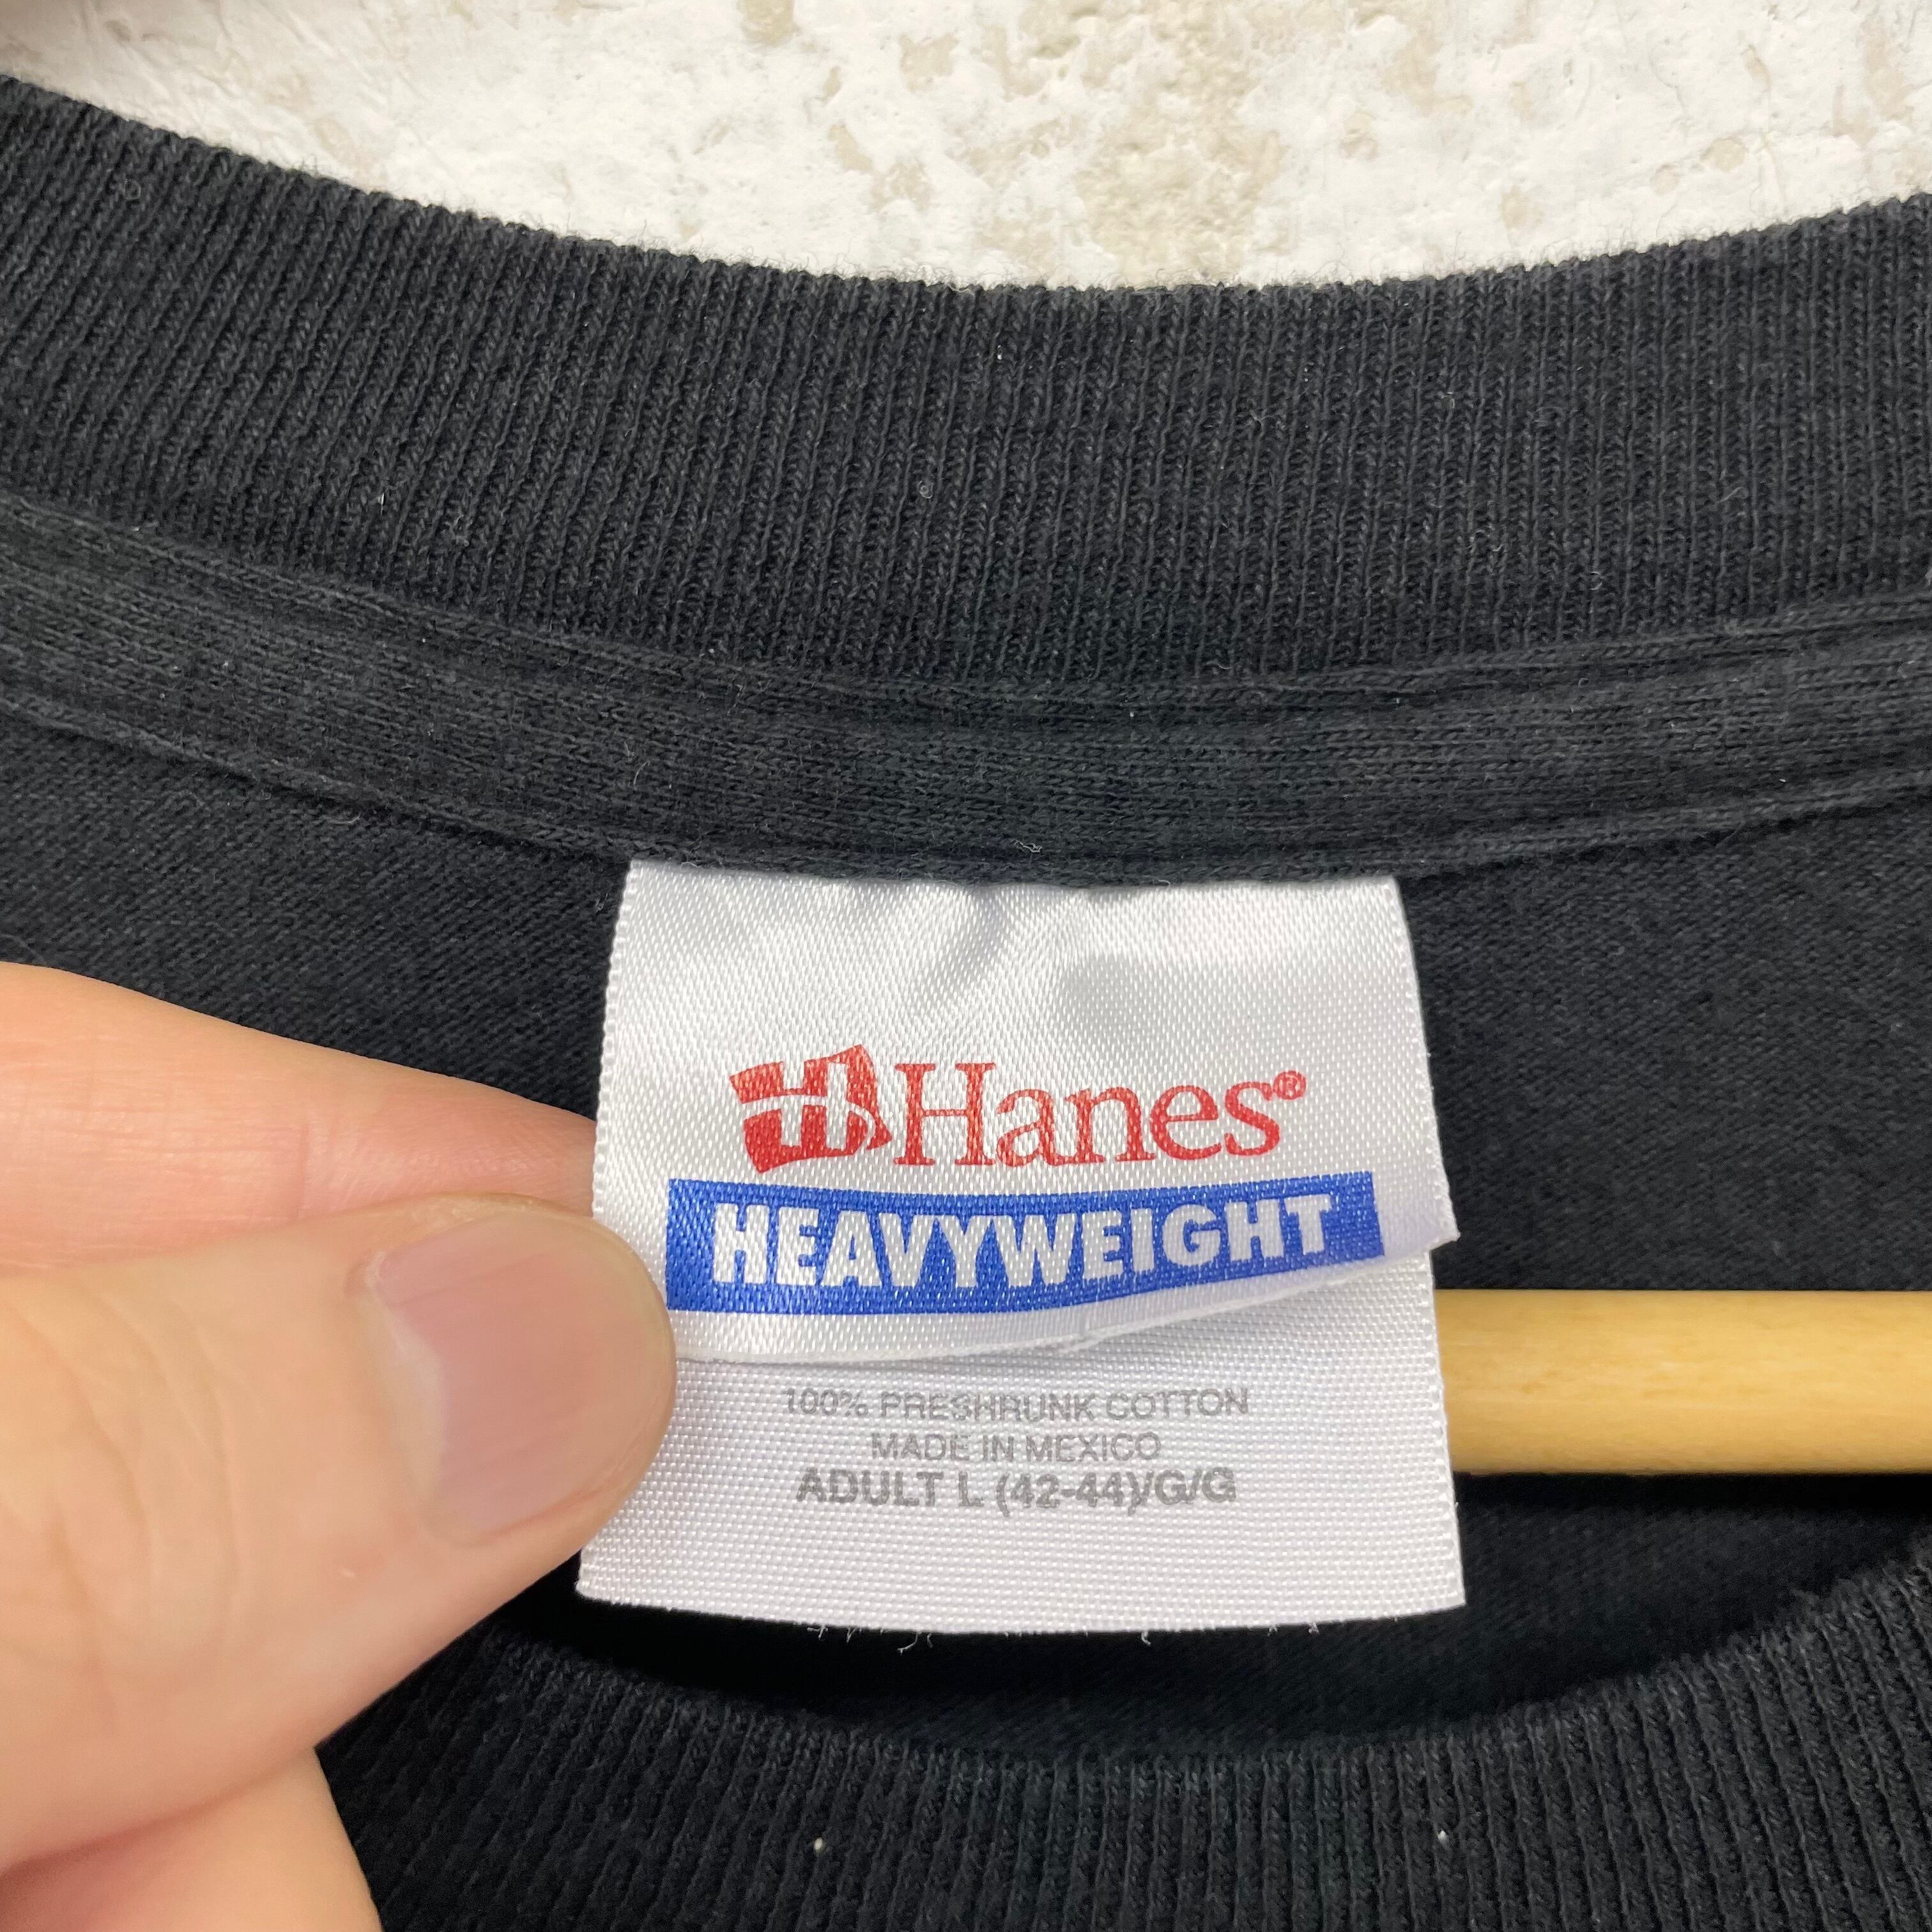 H Hanes®
HEAVYWEIGHT
100% PRESHRUNK COTTON
MADE IN MEXICO
ADULT L (42-44)/G/G